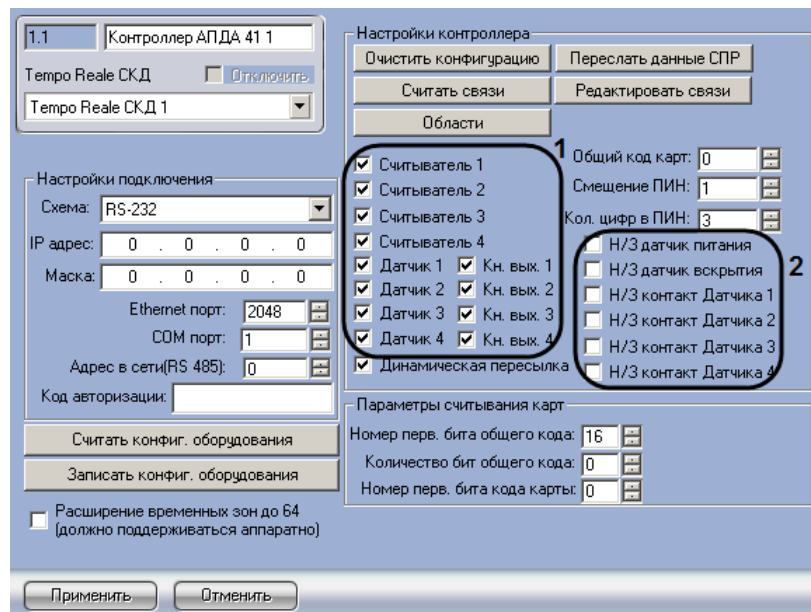 1.1 Контроллер АПДА 41 1
Tempo Reale СКД Отключить
Tempo Reale СКД 1
Настройки подключения
Схема: RS-232
IP адрес: 0 . 0 . 0 . 0
Маска: 0 . 0 . 0 . 0
Ethernet порт: 2048
COM порт: 1
Адрес в сети(RS 485): 0
Код авторизации:
Считать конфиг. оборудования
Записать конфиг. оборудования
Расширение временных зон до 64
(должно поддерживаться аппаратно)
Настройки контроллера
Очистить конфигурацию Переслать данные СПР
Считать связи Редактировать связи
Области
1
Считыватель 1
Считыватель 2
Считыватель 3
Считыватель 4
Датчик 1 Кн. вых. 1
Датчик 2 Кн. вых. 2
Датчик 3 Кн. вых. 3
Датчик 4 Кн. вых. 4
Динамическая пересылка
Общий код карт: 0
Смещение ПИН: 1
Кол. цифр в ПИН: 3
2
Н/З датчик питания
Н/З датчик вскрытия
Н/З контакт Датчика 1
Н/З контакт Датчика 2
Н/З контакт Датчика 3
Н/З контакт Датчика 4
Параметры считывания карт
Номер перв. бита общего кода: 16
Количество бит общего кода: 0
Номер перв. бита кода карты: 0
Применить Отменить